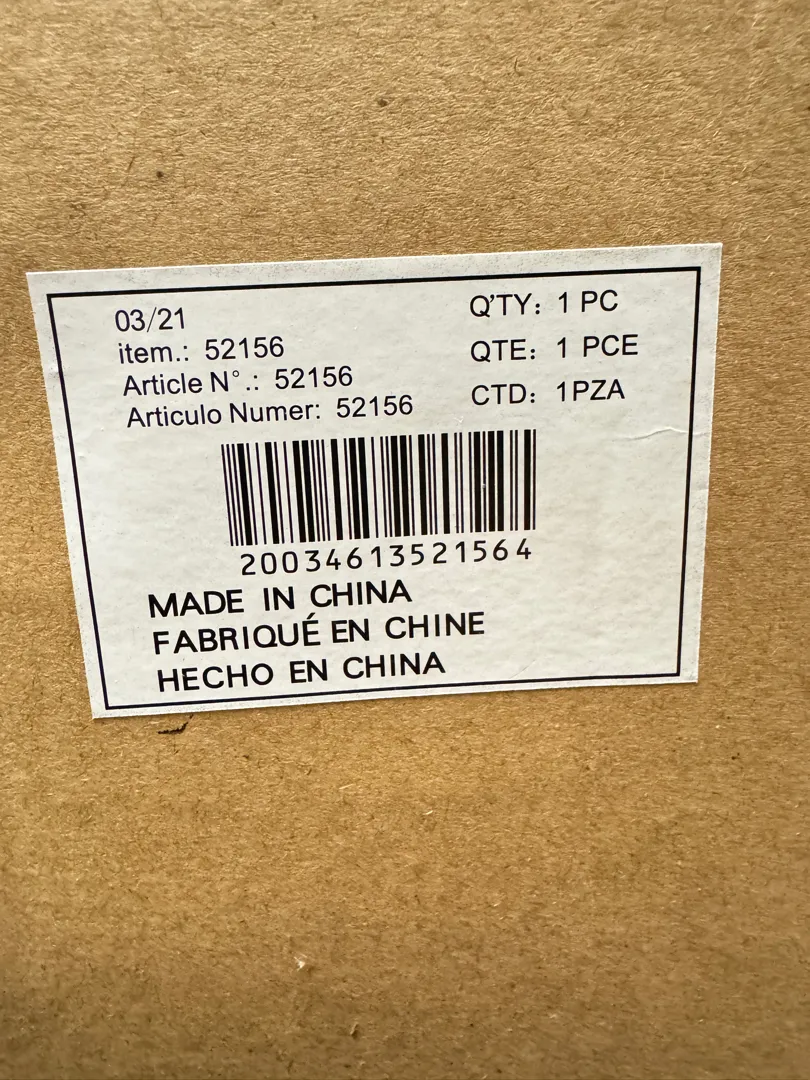 03/21
item.: 52156
Article N°.: 52156
Articulo Numer: 52156
Q'TY: 1 PC
QTE: 1 PCE
CTD: 1PZA
20034613521564
MADE IN CHINA
FABRIQUÉ EN CHINE
HECHO EN CHINA